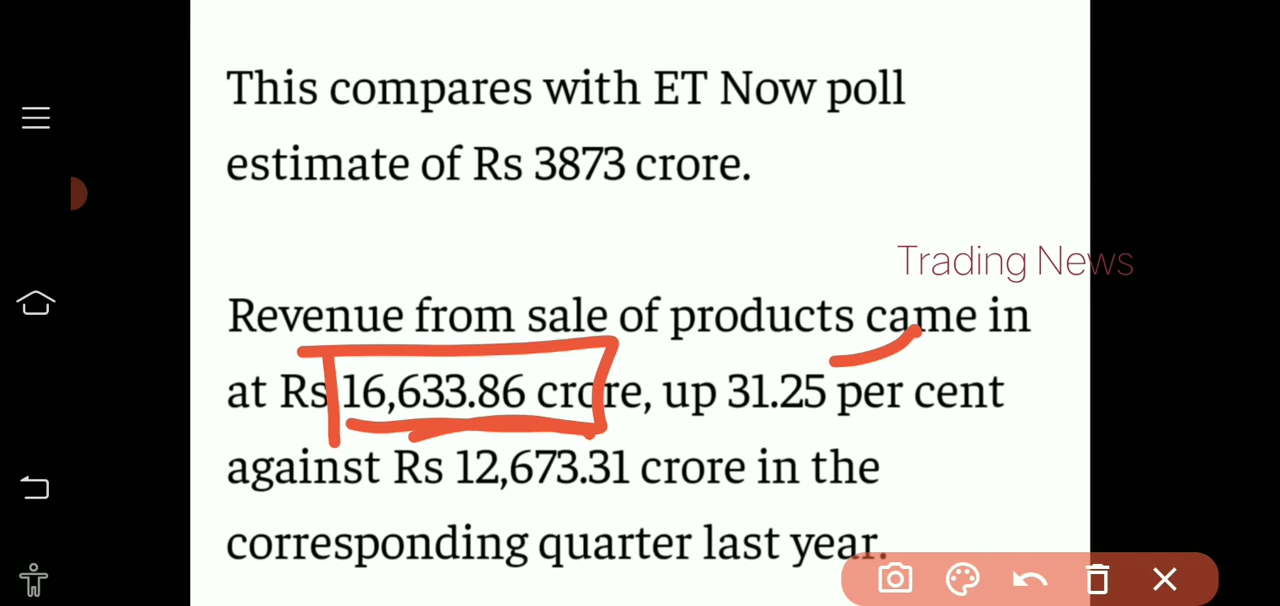 This compares with ET Now poll
estimate of Rs 3873 crore.
Trading News
Revenue from sale of products came in
at Rs 16,633.86 crore, up 31.25 per cent
against Rs 12,673.31 crore in the
corresponding quarter last year.